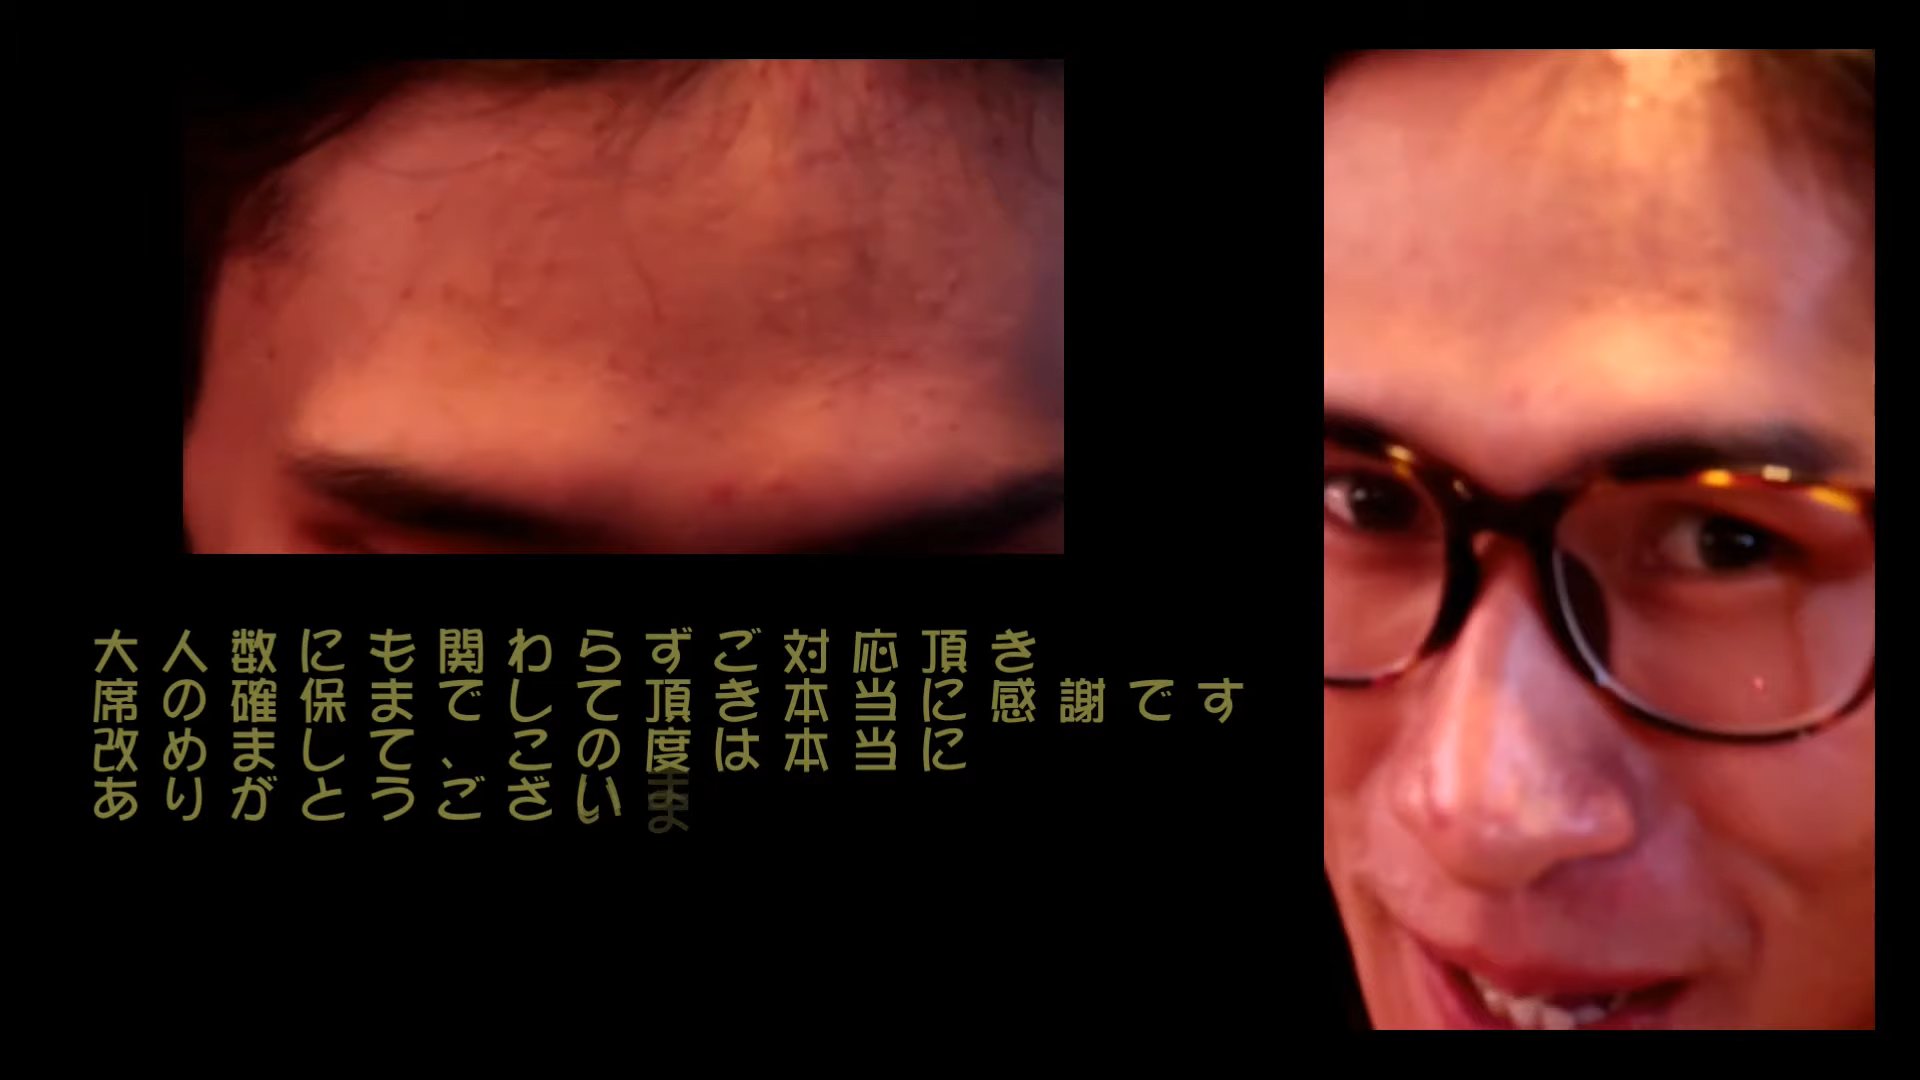 大人数にも関わらずご対応頂き
席の確保までして頂き本当に感謝です
改めまして、この度は本当に
ありがとうございま